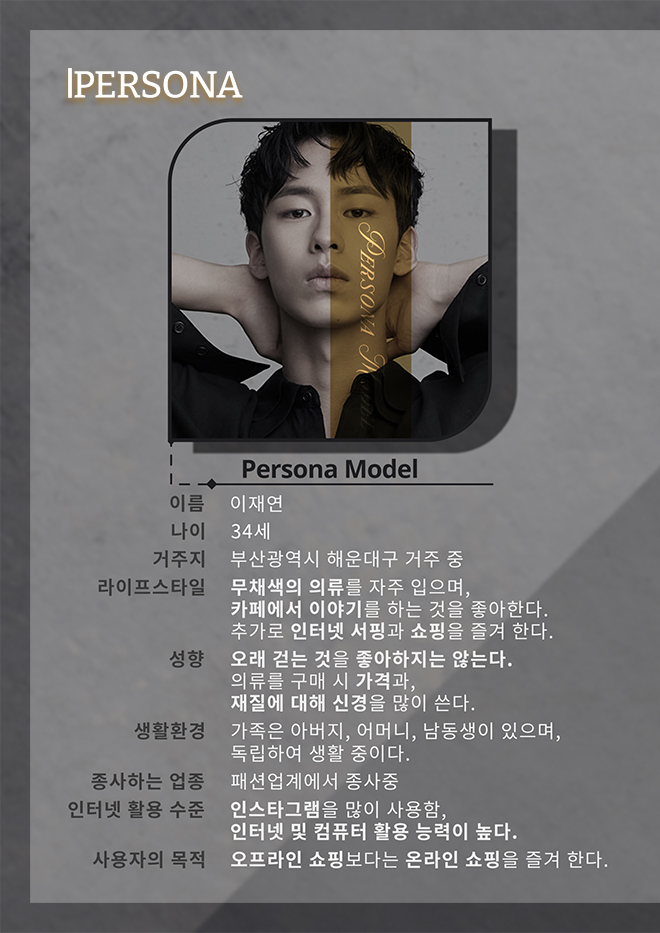 PERSONA
PERSONA
Persona Model
이름 이재연
나이 34세
거주지 부산광역시 해운대구 거주 중
라이프스타일 무채색의 의류를 자주 입으며,
카페에서 이야기를 하는 것을 좋아한다.
추가로 인터넷 서핑과 쇼핑을 즐겨 한다.
성향 오래 걷는 것을 좋아하지는 않는다.
의류를 구매 시 가격과,
재질에 대해 신경을 많이 쓴다.
생활환경 가족은 아버지, 어머니, 남동생이 있으며,
독립하여 생활 중이다.
종사하는 업종 패션업계에서 종사중
인터넷 활용 수준 인스타그램을 많이 사용함,
인터넷 및 컴퓨터 활용 능력이 높다.
사용자의 목적 오프라인 쇼핑보다는 온라인 쇼핑을 즐겨 한다.